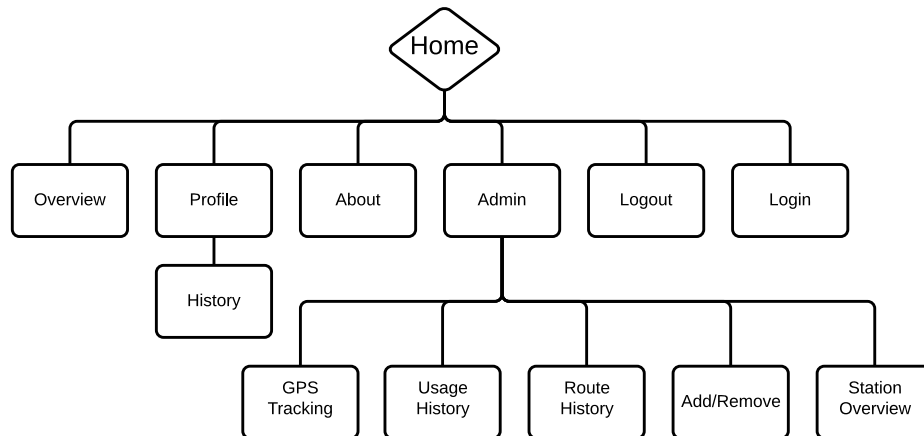 Home
Overview
Profile
About
Admin
Logout
Login
History
GPS
Tracking
Usage
History
Route
History
Add/Remove
Station
Overview